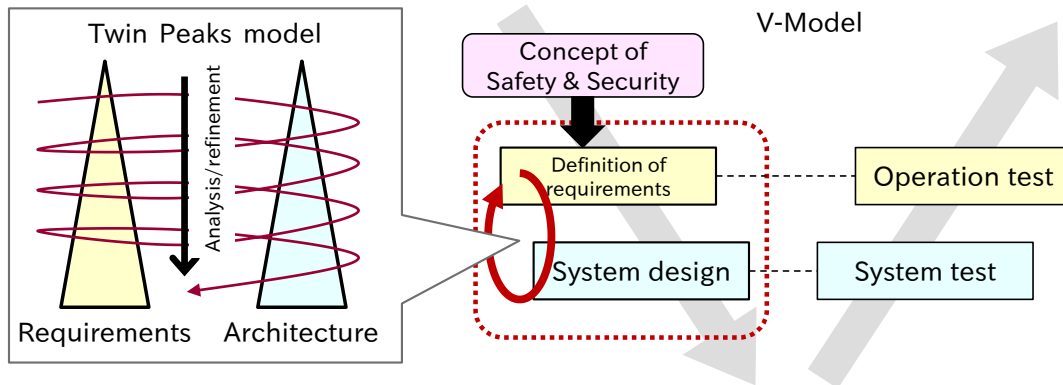 Twin Peaks model
Analysis/refinement
Requirements
Architecture
V-Model
Concept of
Safety & Security
Definition of
requirements
Operation test
System design
System test